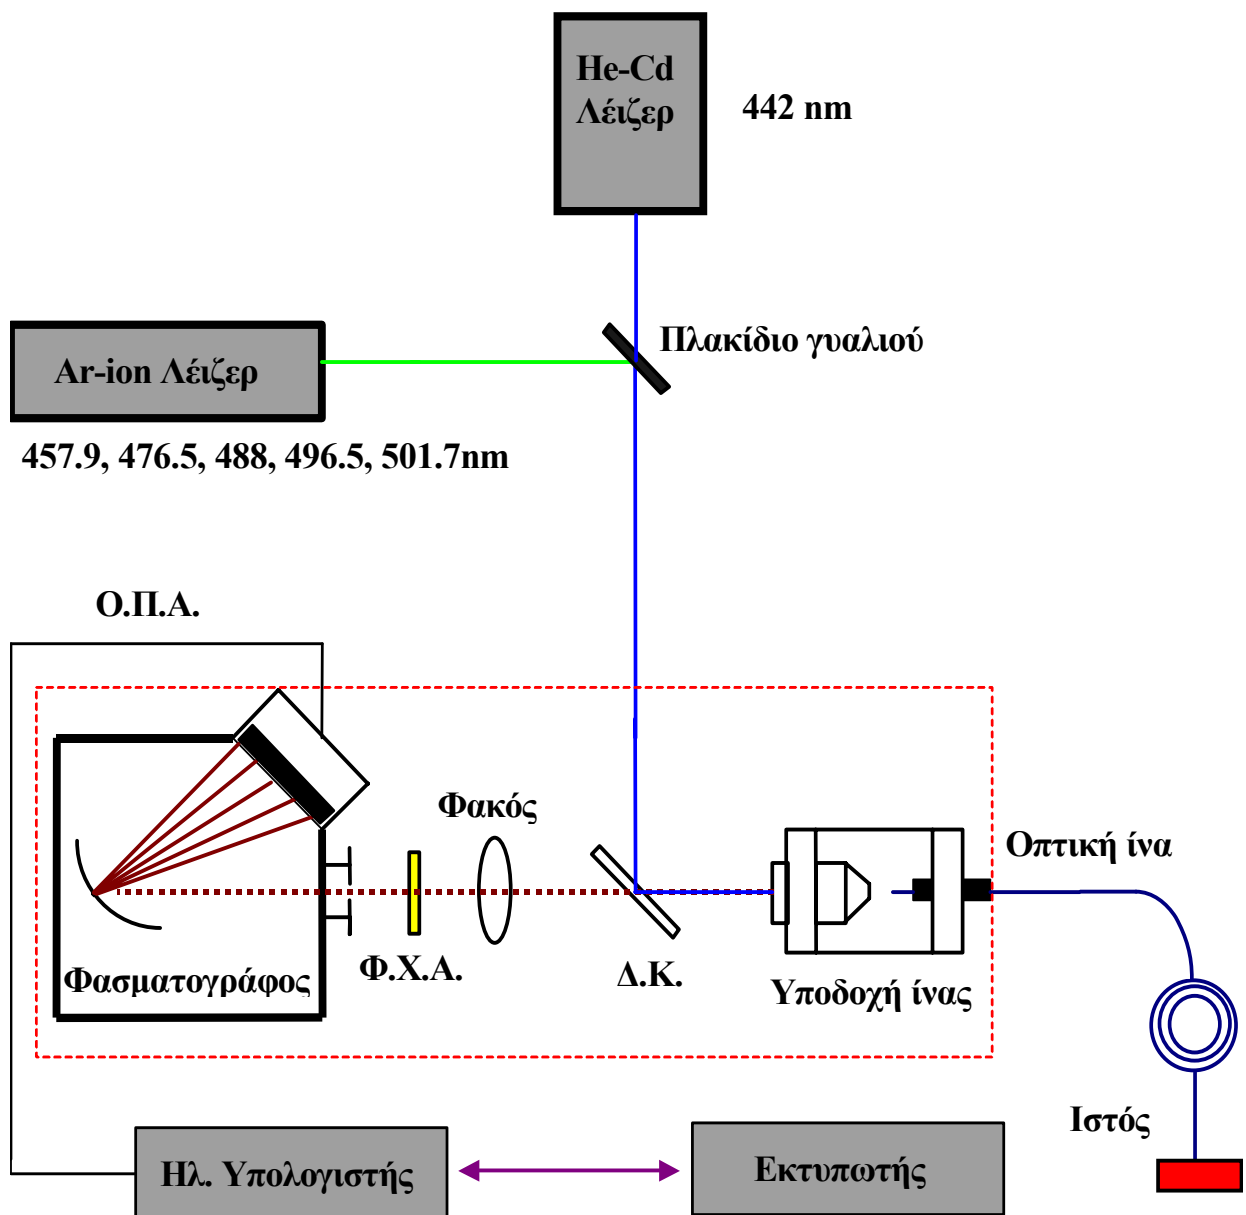 He-Cd
Λέιζερ
442 nm
Πλακίδιο γυαλιού
Ar-ion Λέιζερ
457.9, 476.5, 488, 496.5, 501.7nm
Ο.Π.Α.
Φακός
Οπτική ίνα
Φασματογράφος
Φ.Χ.Α.
Δ.Κ.
Υποδοχή ίνας
Ιστός
Ηλ. Υπολογιστής
Εκτυπωτής